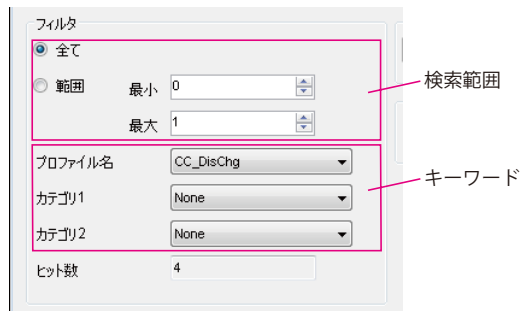 フィルタ
全て
範囲 最小 0
最大 1
検索範囲
プロファイル名 CC_DisChg
カテゴリ1 None
キーワード
カテゴリ2 None
ヒット数 4